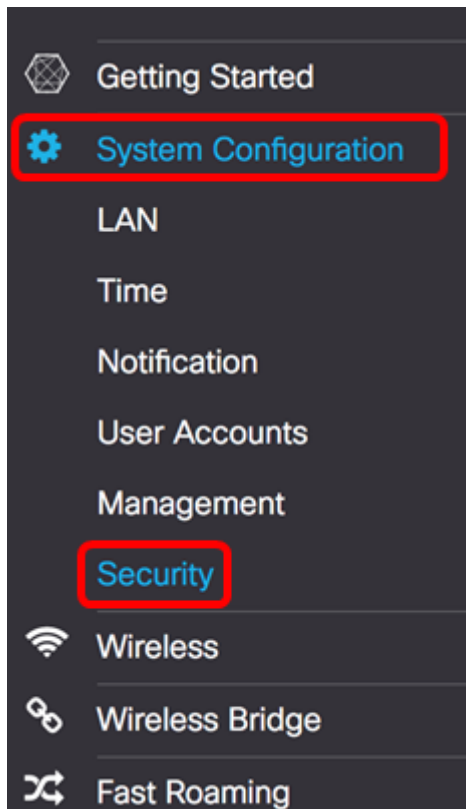 Getting Started
System Configuration
LAN
Time
Notification
User Accounts
Management
Security
Wireless
Wireless Bridge
Fast Roaming